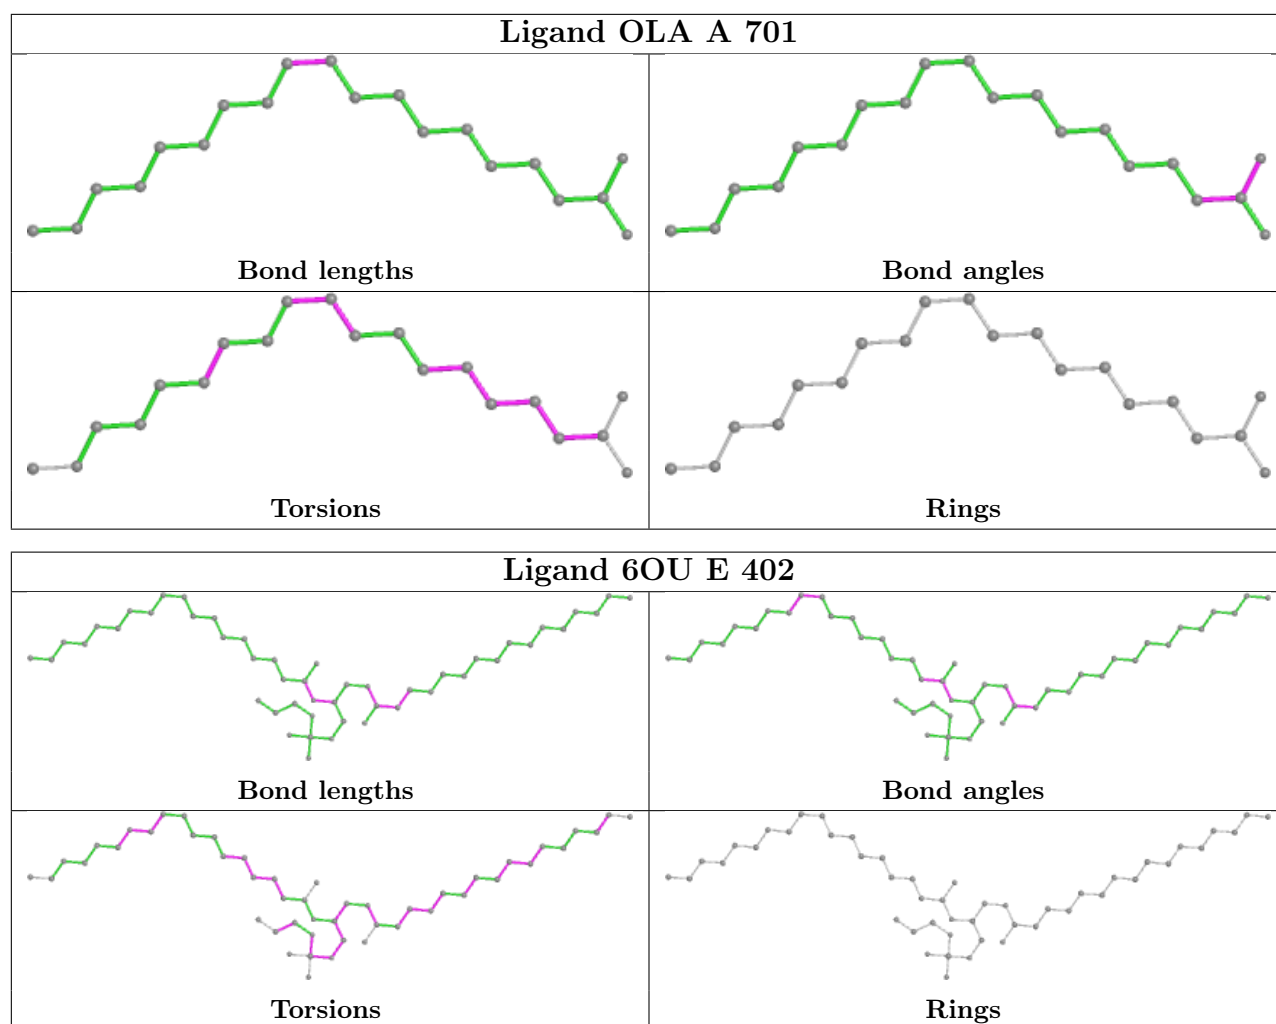 Ligand OLA A 701
Bond lengths
Bond angles
Torsions
Rings
Ligand 6OU E 402
Bond lengths
Bond angles
Torsions
Rings